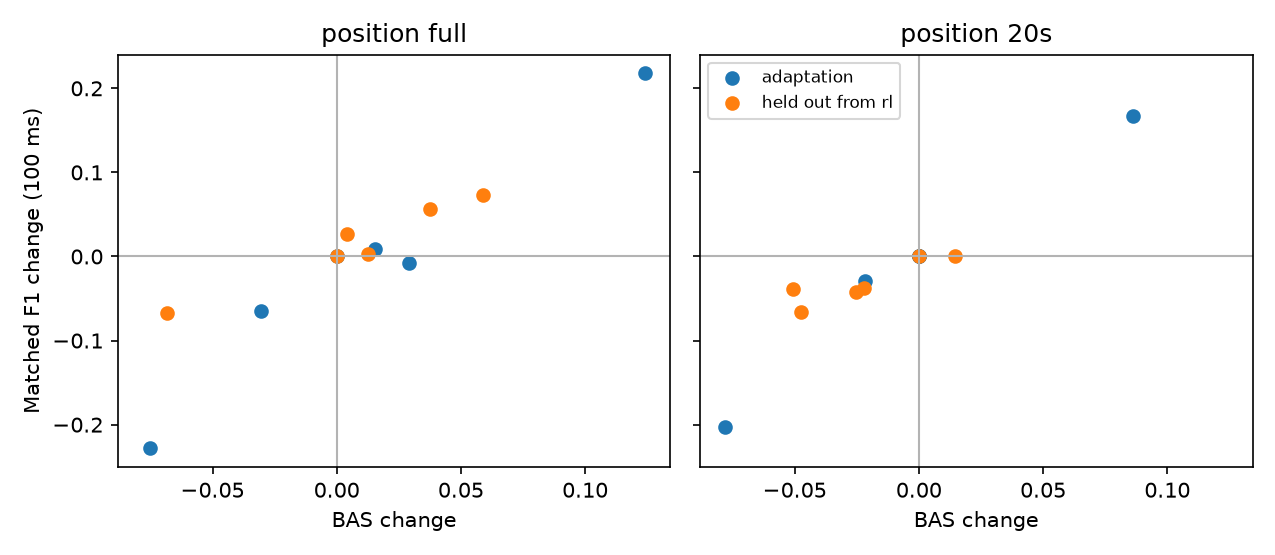 position full
position 20s
adaptation
held out from rl
Matched F1 change (100 ms)
0.2
0.1
0.0
−0.1
−0.2
−0.05
0.00
0.05
0.10
−0.05
0.00
0.05
0.10
BAS change
BAS change